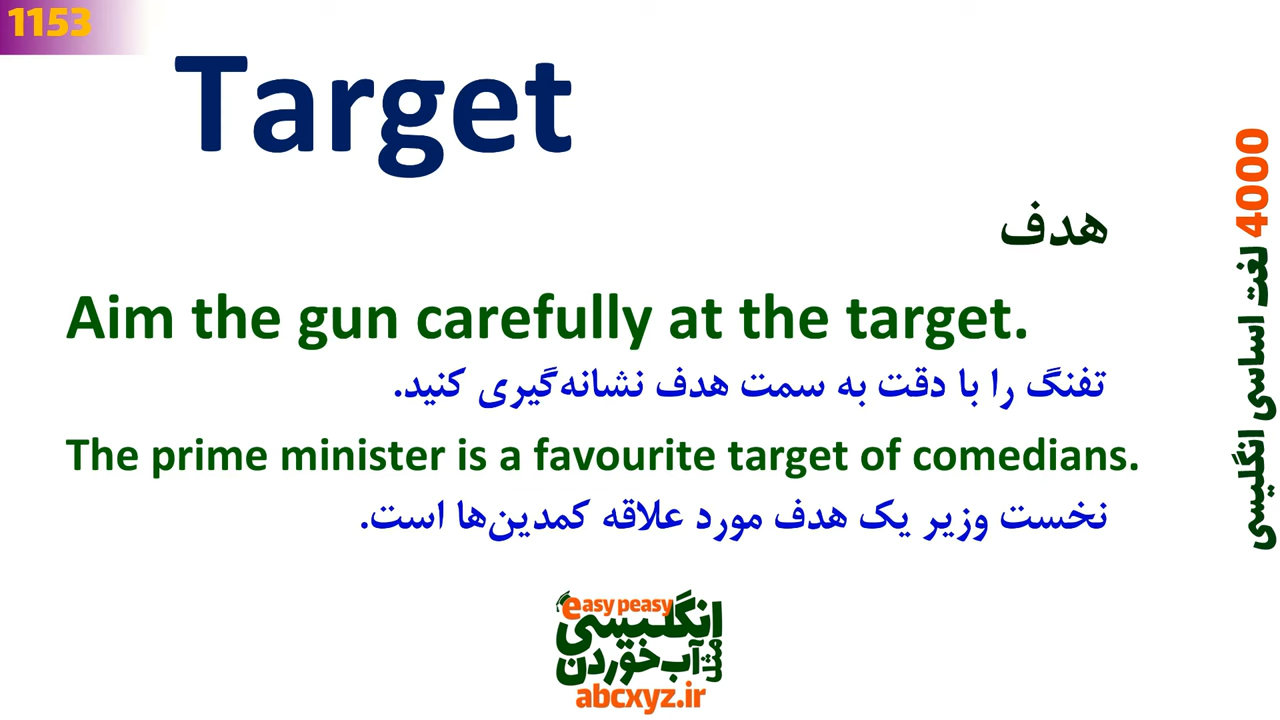 1153
Target
هدف
Aim the gun carefully at the target.
تفنگ را با دقت به سمت هدف نشانه‌گیری کنید.
The prime minister is a favourite target of comedians.
نخست وزیر یک هدف مورد علاقه کمدین‌ها است.
4000 لغت اساسی انگلیسی
easy peasy
انگلیسی
مثل آب خوردن
abcxyz.ir